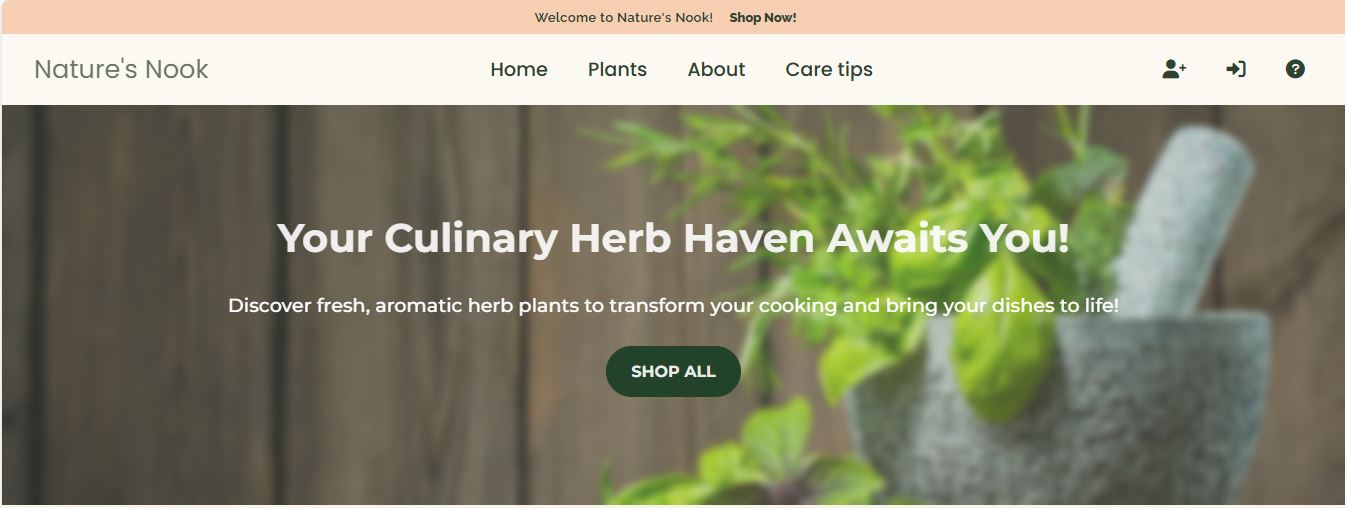 Welcome to Nature's Nook! Shop Now!
Nature's Nook Home Plants About Care tips
Your Culinary Herb Haven Awaits You!
Discover fresh, aromatic herb plants to transform your cooking and bring your dishes to life!
SHOP ALL